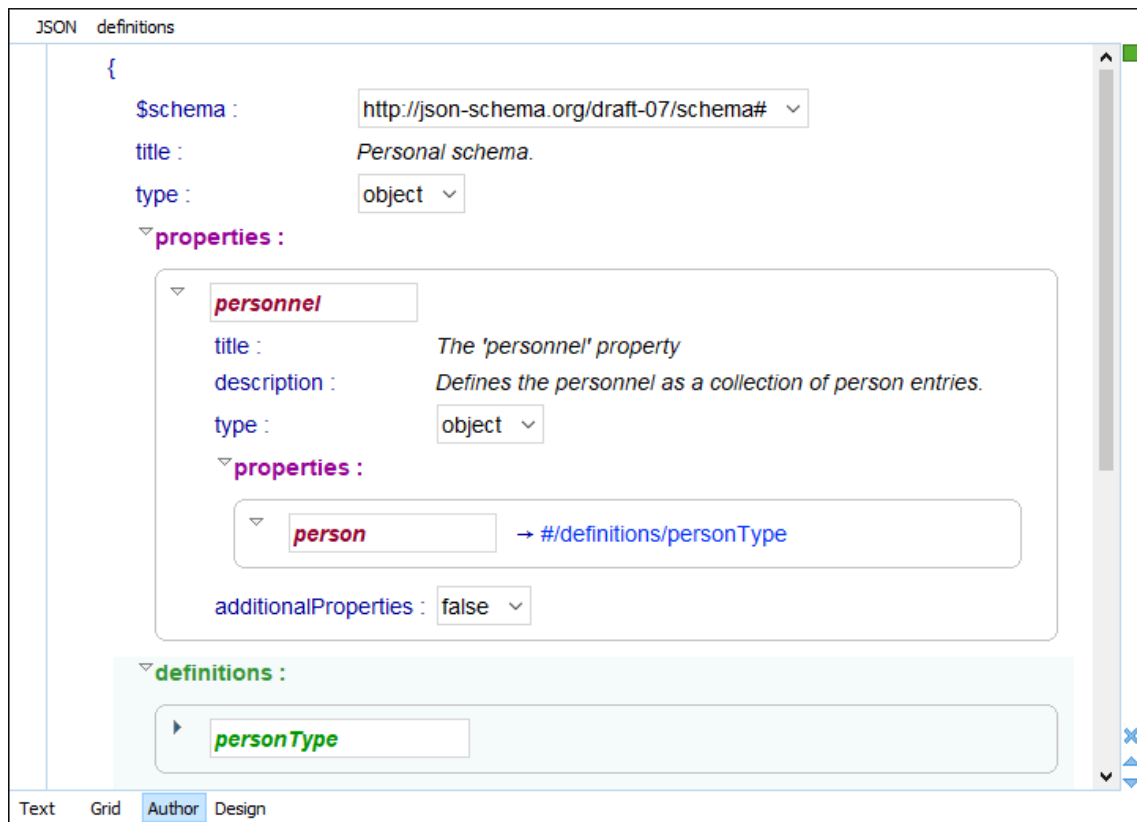 JSON definitions
{
$schema : http://json-schema.org/draft-07/schema#
title : Personal schema.
type : object
properties :
personnel
title : The 'personnel' property
description : Defines the personnel as a collection of person entries.
type : object
properties :
person → #/definitions/personType
additionalProperties : false
definitions :
personType
Text Grid Author Design